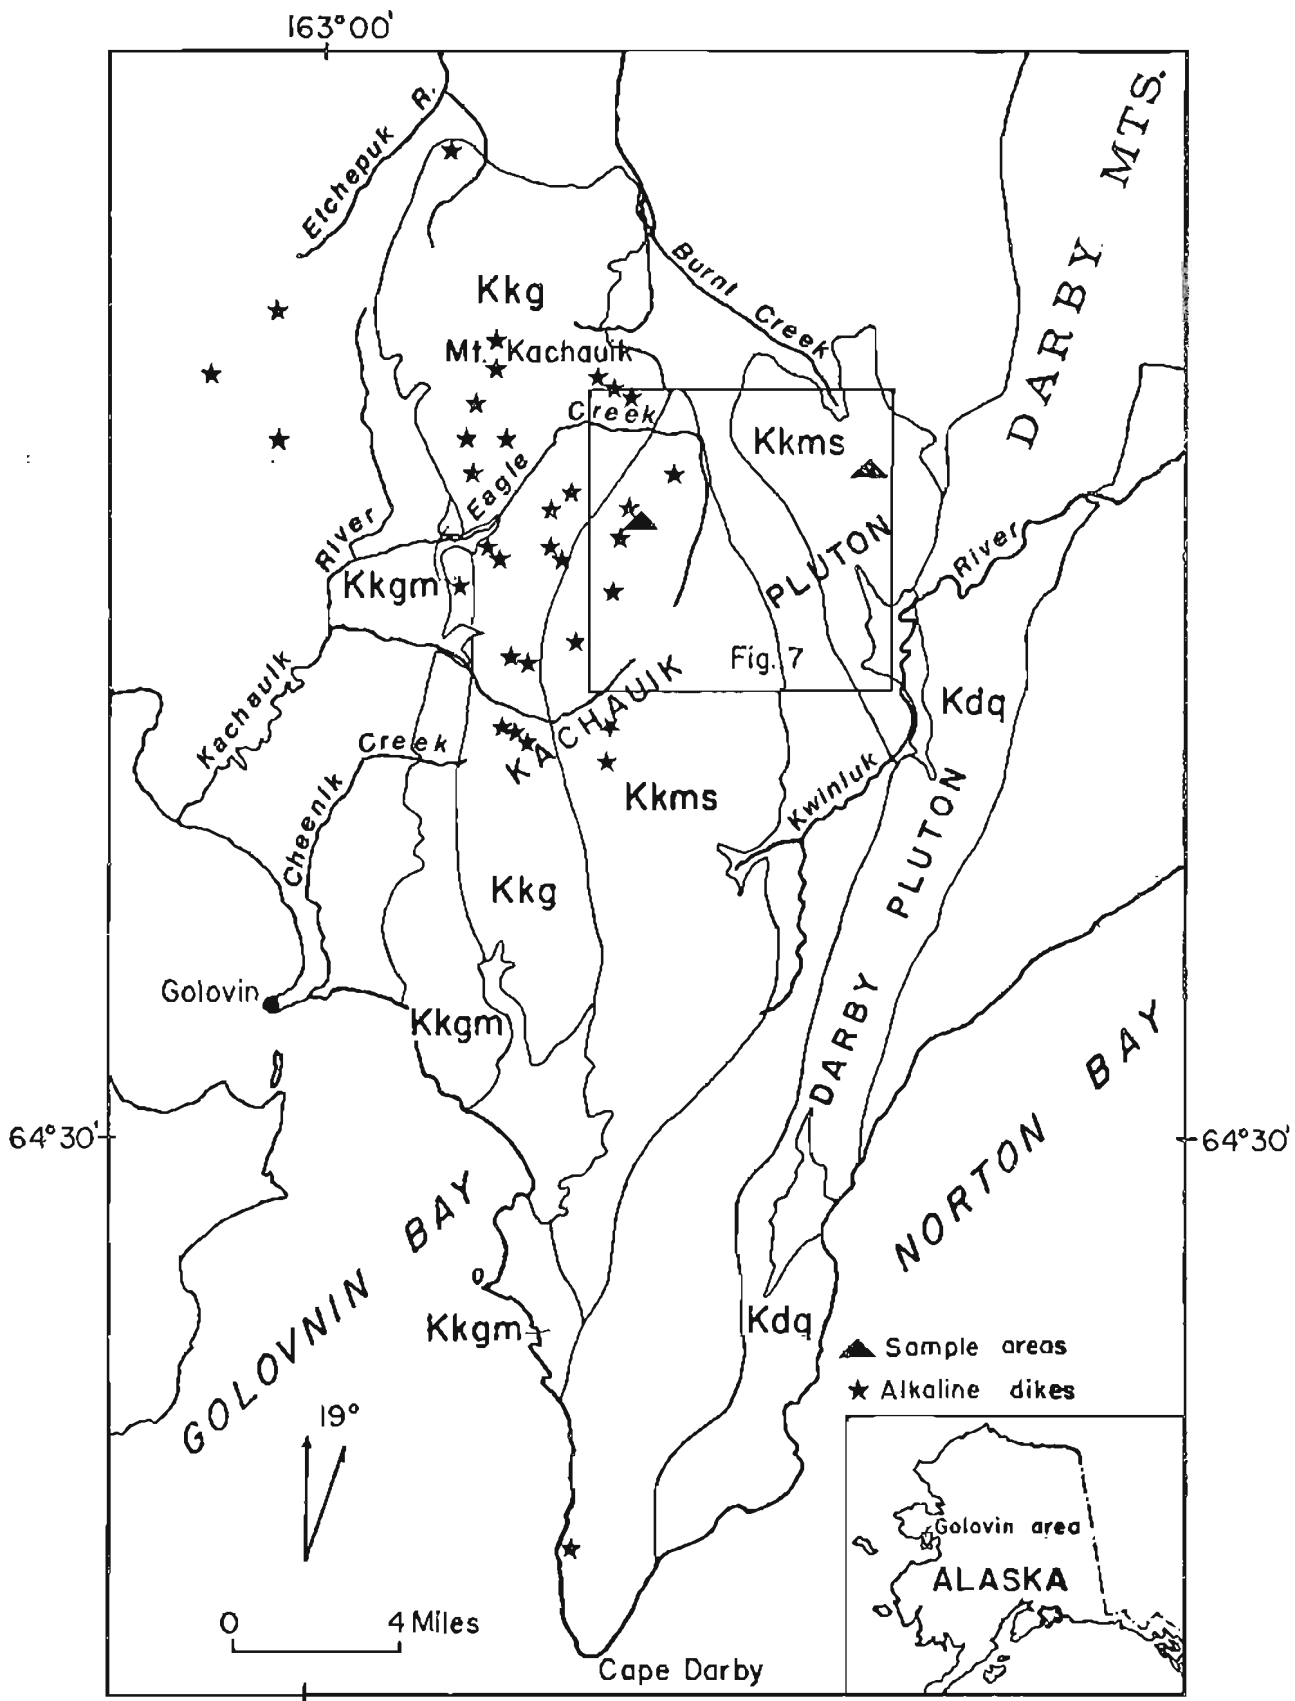 163°00'
Etchepuk R.
DARBY MTS.
Burnt Creek
Kkg
Mt. Kachauik
Creek
Eagle
Kkms
River
River
PLUTON
Kkgm
Fig. 7
Kachauik
KACHAUIK
Kdq
Creek
Cheenik
Kkms
Kwiniuk
PLUTON
Kkg
Golovin
Kkgm
DARBY
NORTON BAY
64°30'
64°30'
GOLOVNIN BAY
Kkgm
Kdq
Sample areas
Alkaline dikes
19°
Golovin area
ALASKA
0 4 Miles
Cape Darby